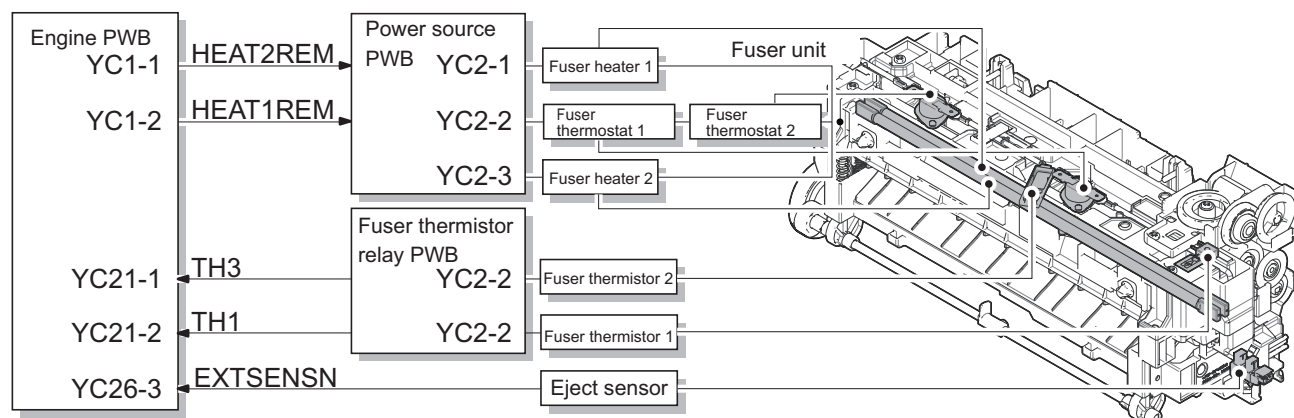 Engine PWB
YC1-1
YC1-2
YC21-1
YC21-2
YC26-3
HEAT2REM
HEAT1REM
TH3
TH1
EXTSENSN
Power source
PWB
YC2-1
YC2-2
YC2-3
Fuser thermistor
relay PWB
YC2-2
YC2-2
Fuser heater 1
Fuser
thermostat 1
Fuser
thermostat 2
Fuser heater 2
Fuser thermistor 2
Fuser thermistor 1
Eject sensor
Fuser unit